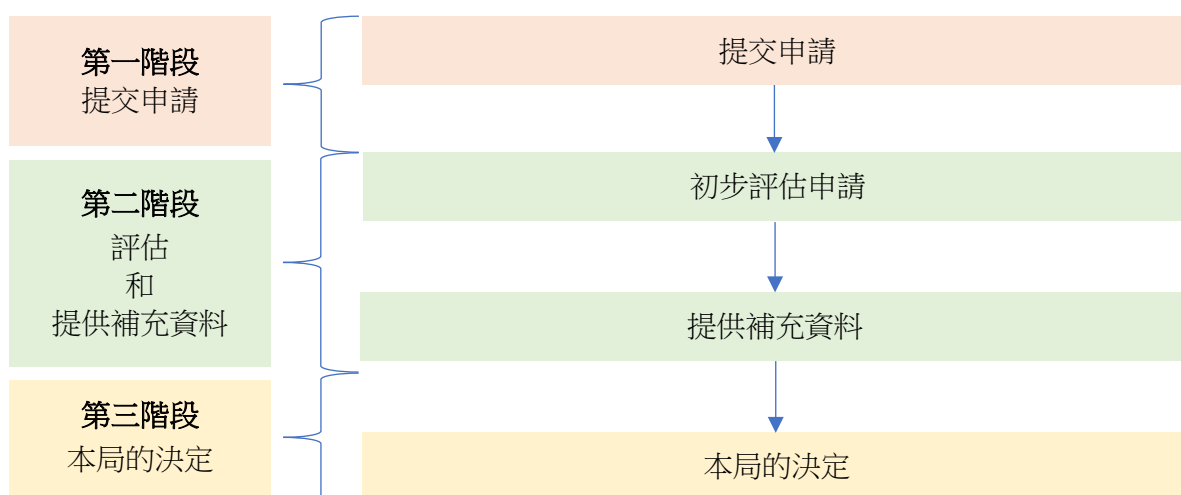 第一階段
提交申請
提交申請
第二階段
評估
和
提供補充資料
初步評估申請
提供補充資料
第三階段
本局的決定
本局的決定